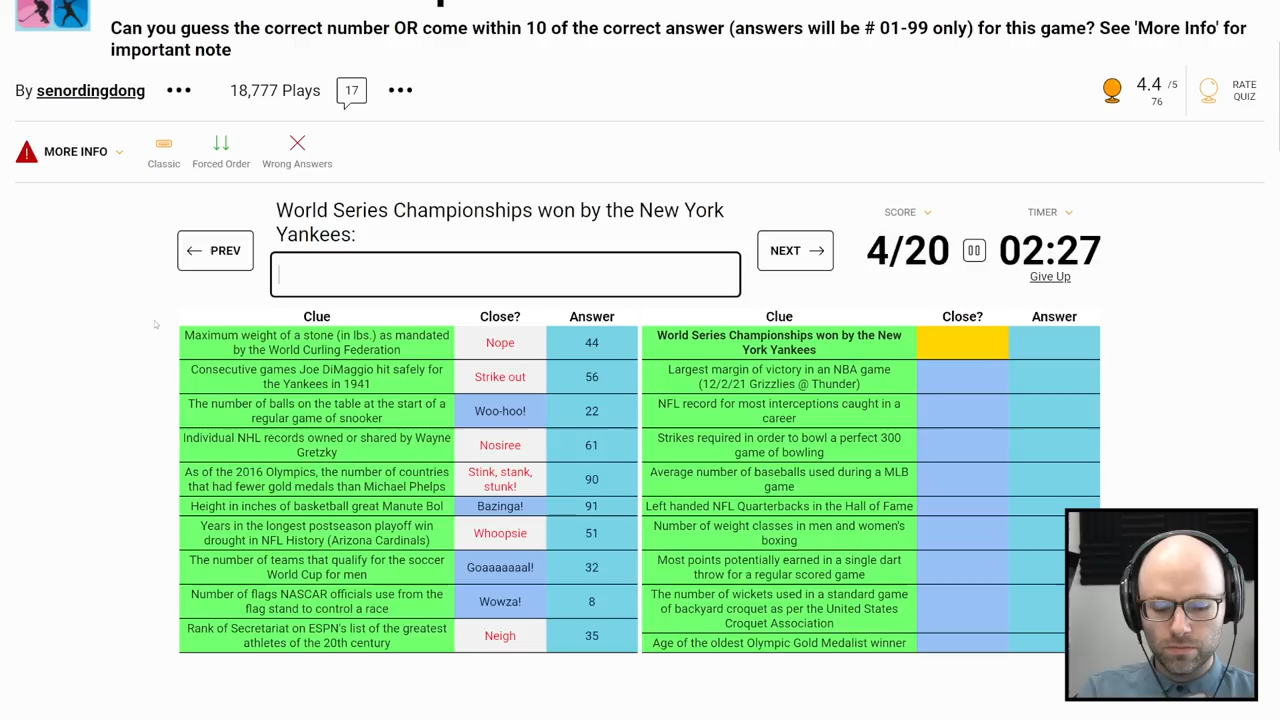 Can you guess the correct number OR come within 10 of the correct answer (answers will be # 01-99 only) for this game? See 'More Info' for
important note
By senordingdong ••• 18,777 Plays 17 •••
4.4 /5
76
RATE
QUIZ
MORE INFO
Classic
Forced Order
Wrong Answers
World Series Championships won by the New York
Yankees:
← PREV
NEXT →
SCORE
4/20
TIMER
02:27
Give Up
Clue Close? Answer
Maximum weight of a stone (in lbs.) as mandated
by the World Curling Federation
Nope
44
Consecutive games Joe DiMaggio hit safely for
the Yankees in 1941
Strike out
56
The number of balls on the table at the start of a
regular game of snooker
Woo-hoo!
22
Individual NHL records owned or shared by Wayne
Gretzky
Nosiree
61
As of the 2016 Olympics, the number of countries
that had fewer gold medals than Michael Phelps
Stink, stank,
stunk!
90
Height in inches of basketball great Manute Bol
Bazinga!
91
Years in the longest postseason playoff win
drought in NFL History (Arizona Cardinals)
Whoopsie
51
The number of teams that qualify for the soccer
World Cup for men
Goaaaaaaal!
32
Number of flags NASCAR officials use from the
flag stand to control a race
Wowza!
8
Rank of Secretariat on ESPN's list of the greatest
athletes of the 20th century
Neigh
35
Clue Close? Answer
World Series Championships won by the New
York Yankees
Largest margin of victory in an NBA game
(12/2/21 Grizzlies @ Thunder)
NFL record for most interceptions caught in a
career
Strikes required in order to bowl a perfect 300
game of bowling
Average number of baseballs used during a MLB
game
Left handed NFL Quarterbacks in the Hall of Fame
Number of weight classes in men and women's
boxing
Most points potentially earned in a single dart
throw for a regular scored game
The number of wickets used in a standard game
of backyard croquet as per the United States
Croquet Association
Age of the oldest Olympic Gold Medalist winner